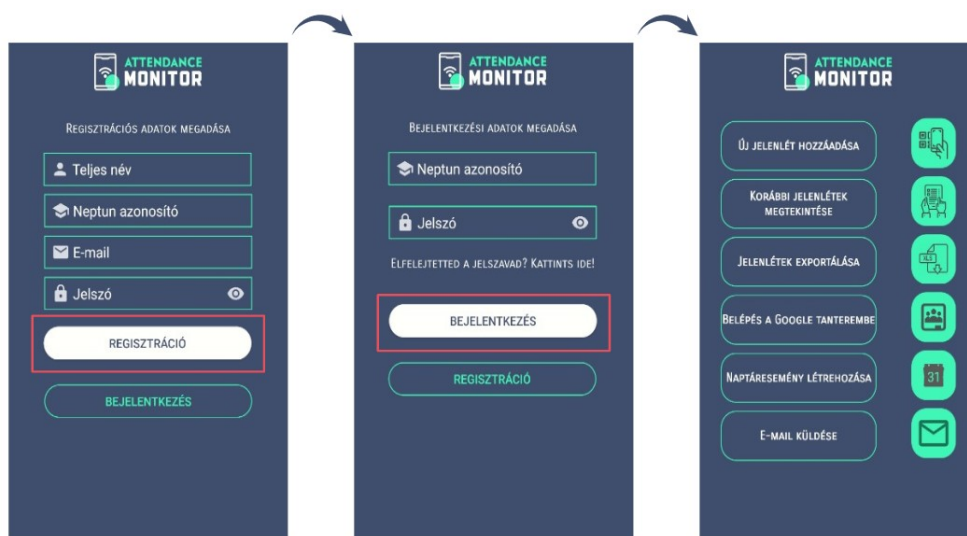 ATTENDANCE
MONITOR
REGISZTRÁCIÓS ADATOK MEGADÁSA
Teljes név
Neptun azonosító
E-mail
Jelszó
REGISZTRÁCIÓ
BEJELENTKEZÉS
ATTENDANCE
MONITOR
BEJELENTKEZÉSI ADATOK MEGADÁSA
Neptun azonosító
Jelszó
ELFELEJTETTED A JELSZAVAD? KATTINTS IDE!
BEJELENTKEZÉS
REGISZTRÁCIÓ
ATTENDANCE
MONITOR
ÚJ JELENLÉT HOZZÁADÁSA
KORÁBBI JELENLÉTEK
MEGTEKINTÉSE
JELENLÉTEK EXPORTÁLÁSA
XLS
BELÉPÉS A GOOGLE TANTEREMBE
NAPTÁRESEMÉNY LÉTREHOZÁSA
31
E-MAIL KÜLDÉSE